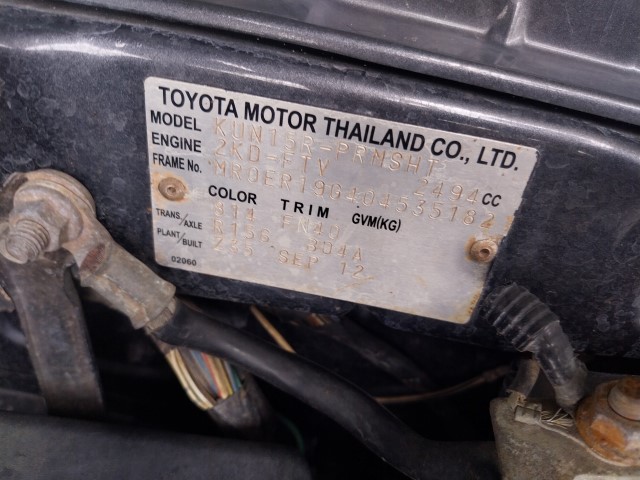 TOYOTA MOTOR THAILAND CO., LTD.
MODEL KUN15R-PRMSHT
ENGINE 2KD-FTV 2494 CC
FRAME No.
COLOR TRIM GVM(KG)
TRANS/AXLE 804A
PLANT/BUILT SEP 12
02060